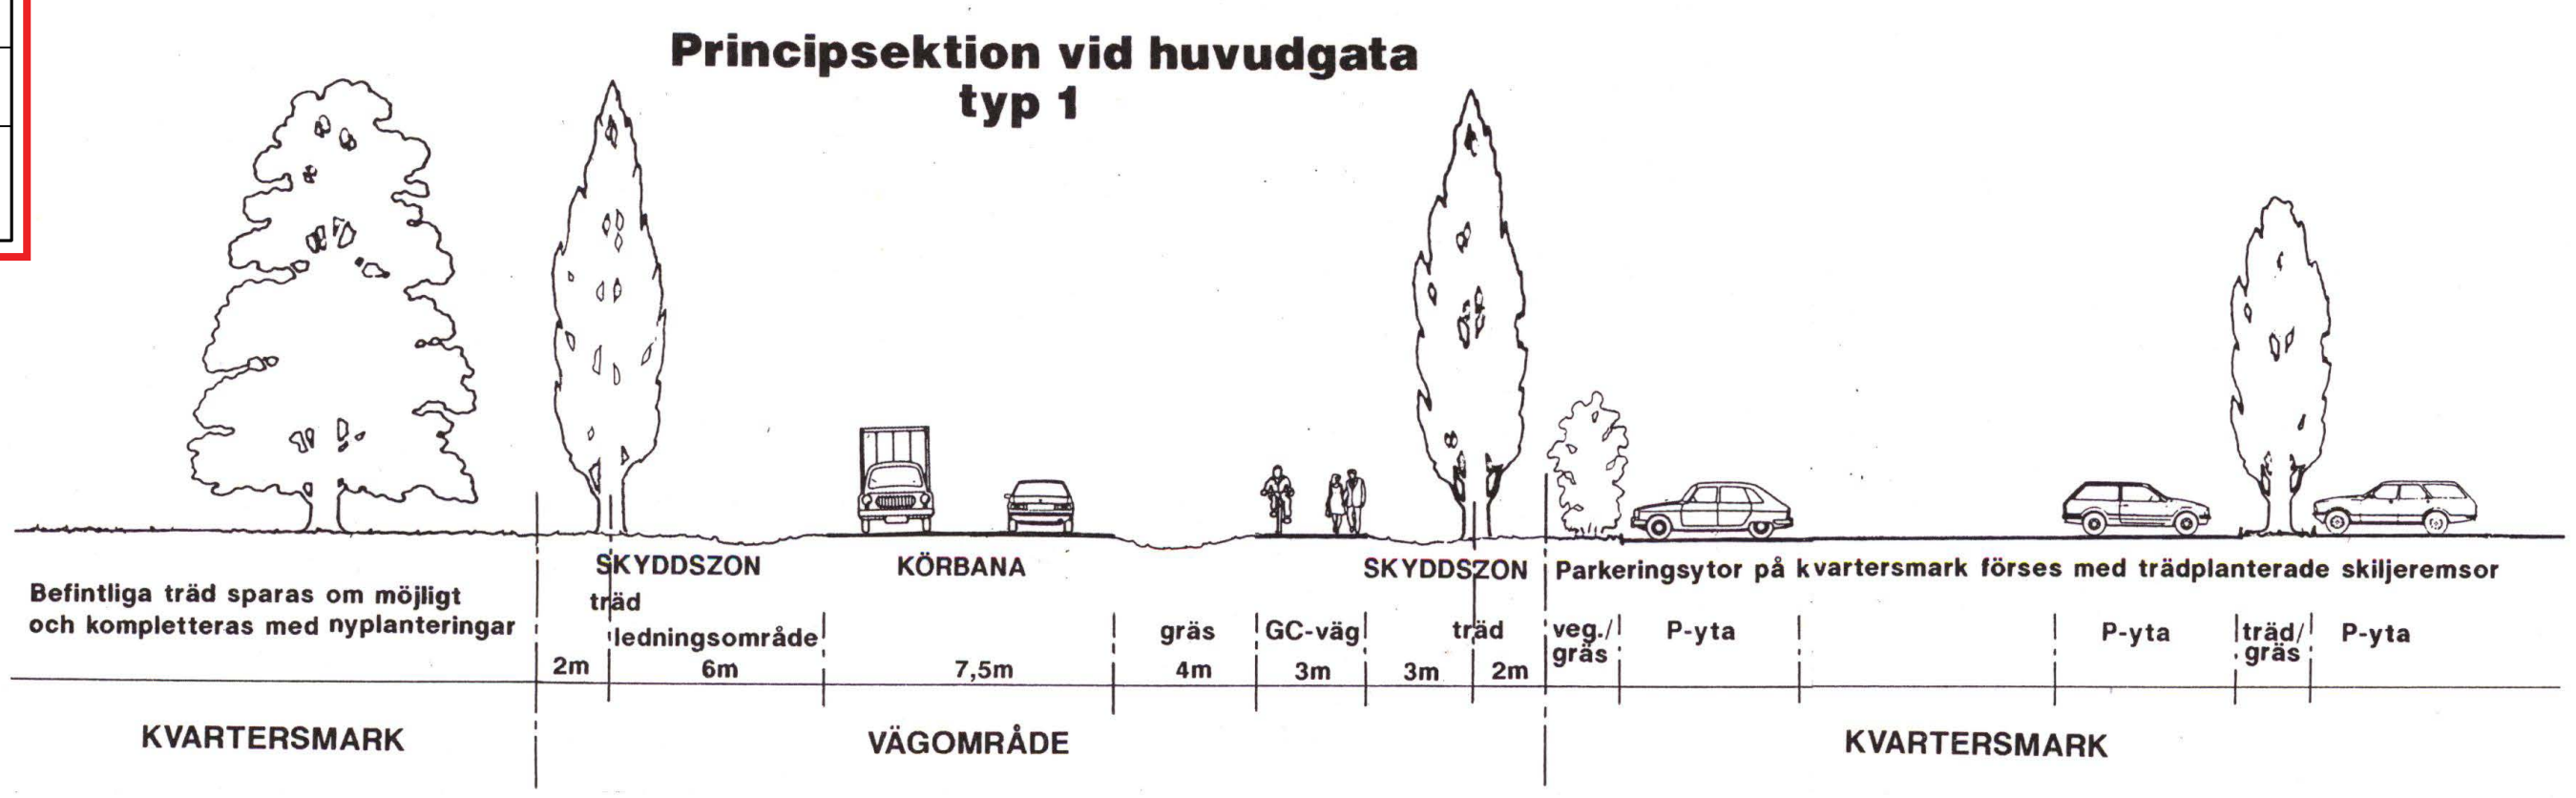 Principsektion vid huvudgata
typ 1
SKYDDSZON
KÖRBANA
SKYDDSZON
Parkeringsytor på kvartersmark förses med trädplanterade skiljeremsor
Befintliga träd sparas om möjligt
och kompletteras med nyplanteringar
träd
ledningsområde
gräs
GC-väg
träd
veg./
gräs
P-yta
P-yta
träd/
gräs
P-yta
2m
6m
7,5m
4m
3m
3m
2m
KVARTERSMARK
VÄGOMRÅDE
KVARTERSMARK